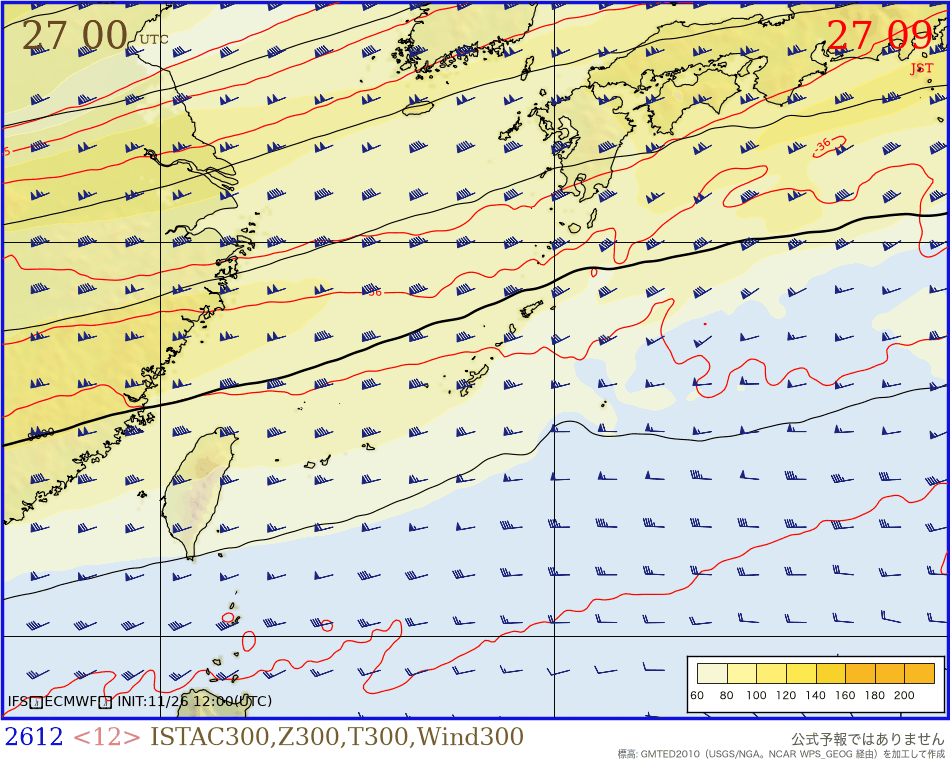 27 00 UTC
27 09
JST
-36
-36
5
IFS ECMWF INIT:11/26 12:00(UTC)
60 80 100 120 140 160 180 200
2612 <12> ISTAC300,Z300,T300,Wind300
公式予報ではありません
標高: GMTED2010（USGS/NGA。NCAR WPS_GEOG 経由）を加工して作成